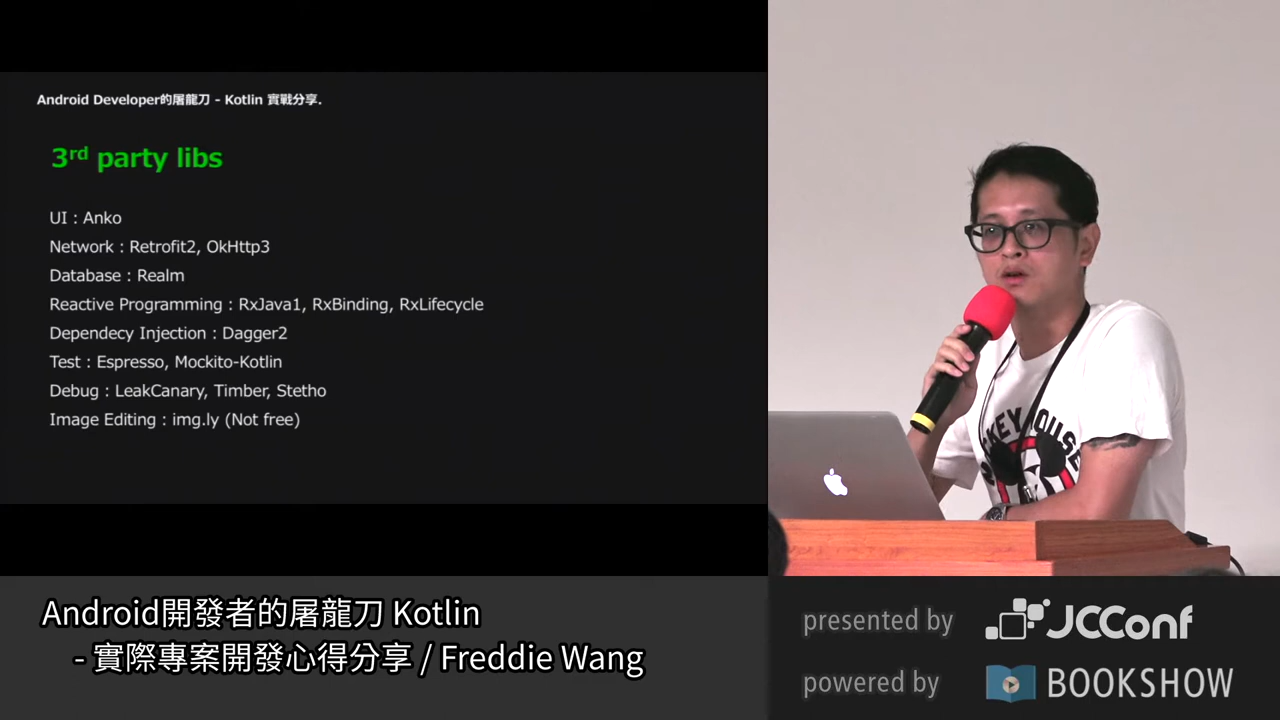 Android Developer的屠龍刀 - Kotlin 實戰分享.
3rd party libs
UI : Anko
Network : Retrofit2, OkHttp3
Database : Realm
Reactive Programming : RxJava1, RxBinding, RxLifecycle
Dependecy Injection : Dagger2
Test : Espresso, Mockito-Kotlin
Debug : LeakCanary, Timber, Stetho
Image Editing : img.ly (Not free)
Android開發者的屠龍刀 Kotlin
- 實際專案開發心得分享 / Freddie Wang
presented by JCConf
powered by BOOKSHOW